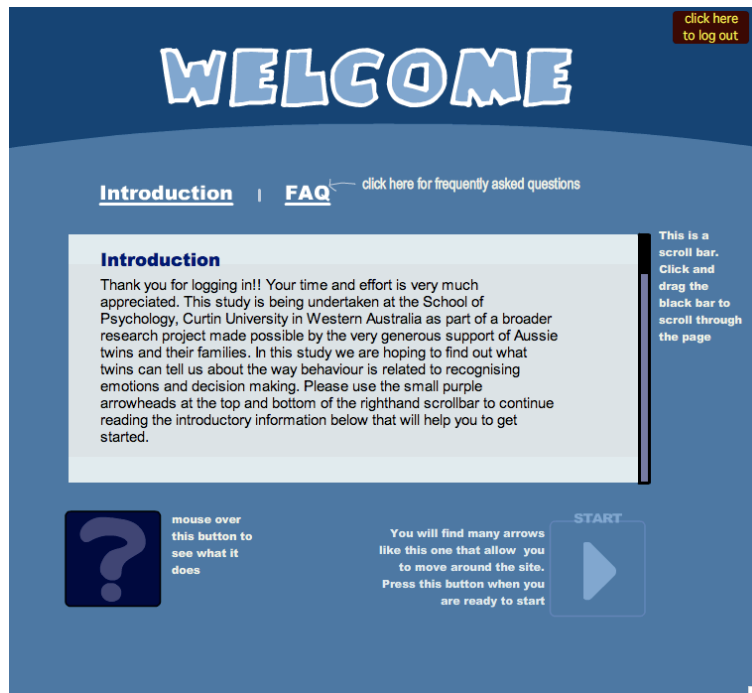 click here
to log out
WELCOME
Introduction | FAQ click here for frequently asked questions
Introduction
Thank you for logging in!! Your time and effort is very much
appreciated. This study is being undertaken at the School of
Psychology, Curtin University in Western Australia as part of a broader
research project made possible by the very generous support of Aussie
twins and their families. In this study we are hoping to find out what
twins can tell us about the way behaviour is related to recognising
emotions and decision making. Please use the small purple
arrowheads at the top and bottom of the righthand scrollbar to continue
reading the introductory information below that will help you to get
started.
This is a
scroll bar.
Click and
drag the
black bar to
scroll through
the page
?
mouse over
this button to
see what it
does
You will find many arrows
like this one that allow you
to move around the site.
Press this button when you
are ready to start
START